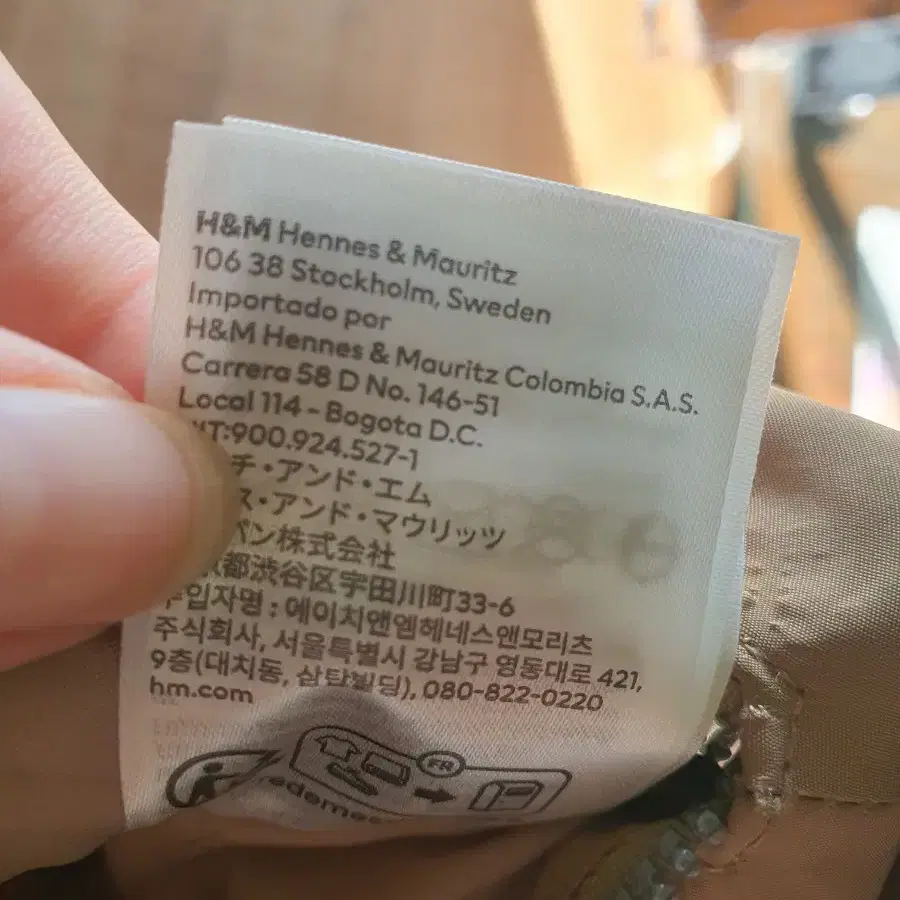 H&M Hennes & Mauritz
106 38 Stockholm, Sweden
Importado por
H&M Hennes & Mauritz Colombia S.A.S.
Carrera 58 D No. 146-51
Local 114 - Bogota D.C.
NIT:900.924.527-1
チ・アンド・エム
ス・アンド・マウリッツ
パン株式会社
京都渋谷区宇田川町33-6
수입자명 : 에이치앤엠헤네스앤모리츠
주식회사, 서울특별시 강남구 영동대로 421,
9층(대치동, 삼탄빌딩), 080-822-0220
hm.com
FR